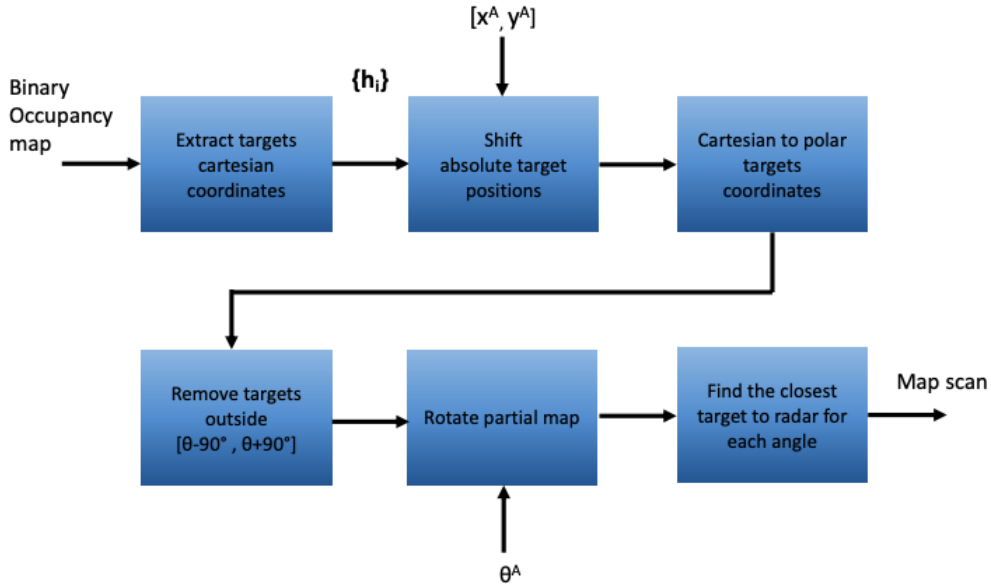 [xᴬ, yᴬ]
{hᵢ}
Binary
Occupancy
map
Extract targets
cartesian
coordinates
Shift
absolute target
positions
Cartesian to polar
targets
coordinates
Remove targets
outside
[θ-90° , θ+90°]
Rotate partial map
Find the closest
target to radar for
each angle
Map scan
θᴬ